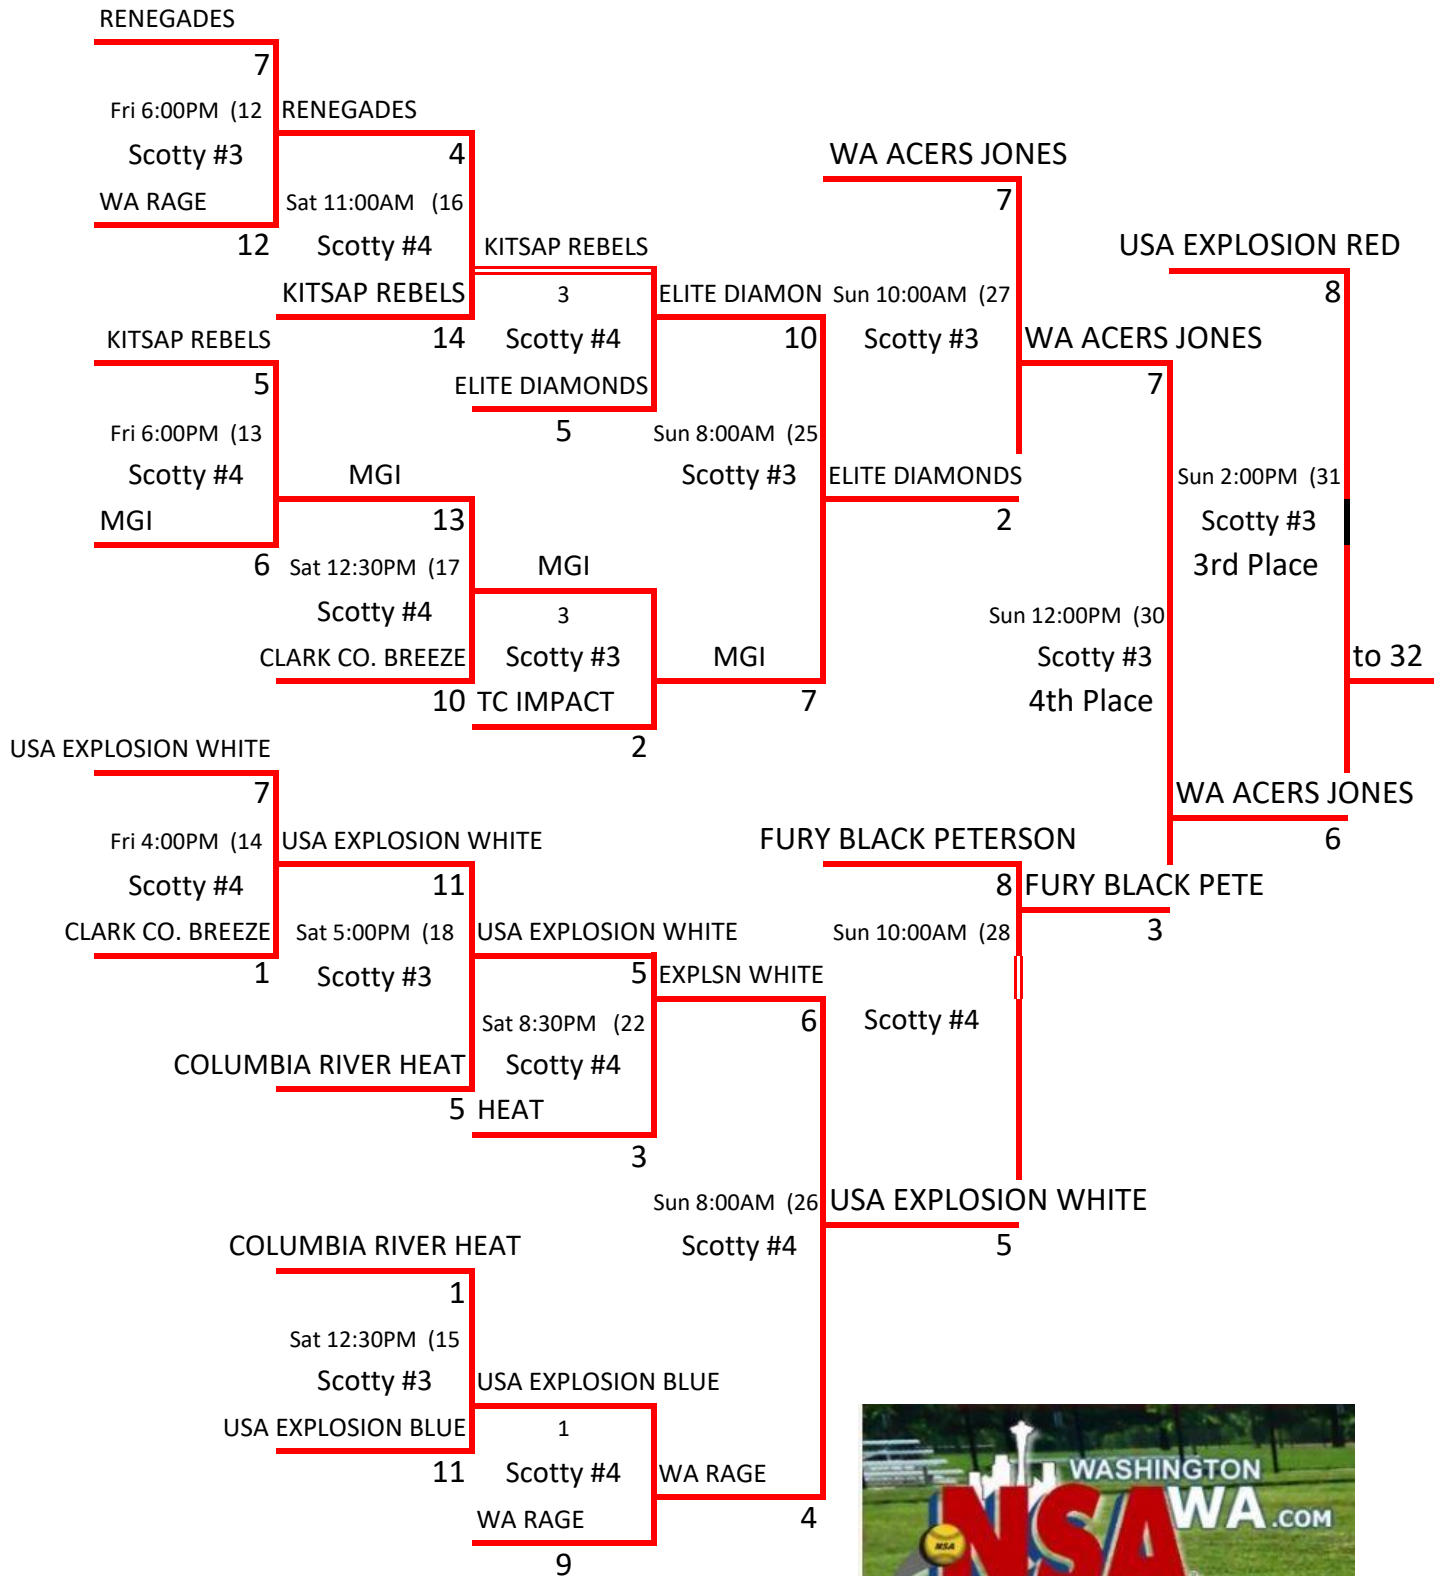 RENEGADES
7
Fri 6:00PM (12
Scotty #3
WA RAGE
12
RENEGADES
4
Sat 11:00AM (16
Scotty #4
KITSAP REBELS
14
KITSAP REBELS
3
Scotty #4
ELITE DIAMONDS
5
KITSAP REBELS
5
Fri 6:00PM (13
Scotty #4
MGI
6
MGI
13
Sat 12:30PM (17
Scotty #4
CLARK CO. BREEZE
10
MGI
3
Scotty #3
TC IMPACT
2
ELITE DIAMON
10
Sun 8:00AM (25
Scotty #3
MGI
7
WA ACERS JONES
7
Sun 10:00AM (27
Scotty #3
ELITE DIAMONDS
2
WA ACERS JONES
7
Sun 12:00PM (30
Scotty #3
4th Place
USA EXPLOSION RED
8
Sun 2:00PM (31
Scotty #3
3rd Place
to 32
WA ACERS JONES
6
USA EXPLOSION WHITE
7
Fri 4:00PM (14
Scotty #4
CLARK CO. BREEZE
1
USA EXPLOSION WHITE
11
Sat 5:00PM (18
Scotty #3
COLUMBIA RIVER HEAT
5
USA EXPLOSION WHITE
5
Sat 8:30PM (22
Scotty #4
HEAT
3
EXPLSN WHITE
6
Sun 8:00AM (26
Scotty #4
FURY BLACK PETERSON
8
Sun 10:00AM (28
Scotty #4
FURY BLACK PETE
3
USA EXPLOSION WHITE
5
COLUMBIA RIVER HEAT
1
Sat 12:30PM (15
Scotty #3
USA EXPLOSION BLUE
11
USA EXPLOSION BLUE
1
Scotty #4
WA RAGE
9
WA RAGE
4
WASHINGTON
NSA WA.COM
NSA